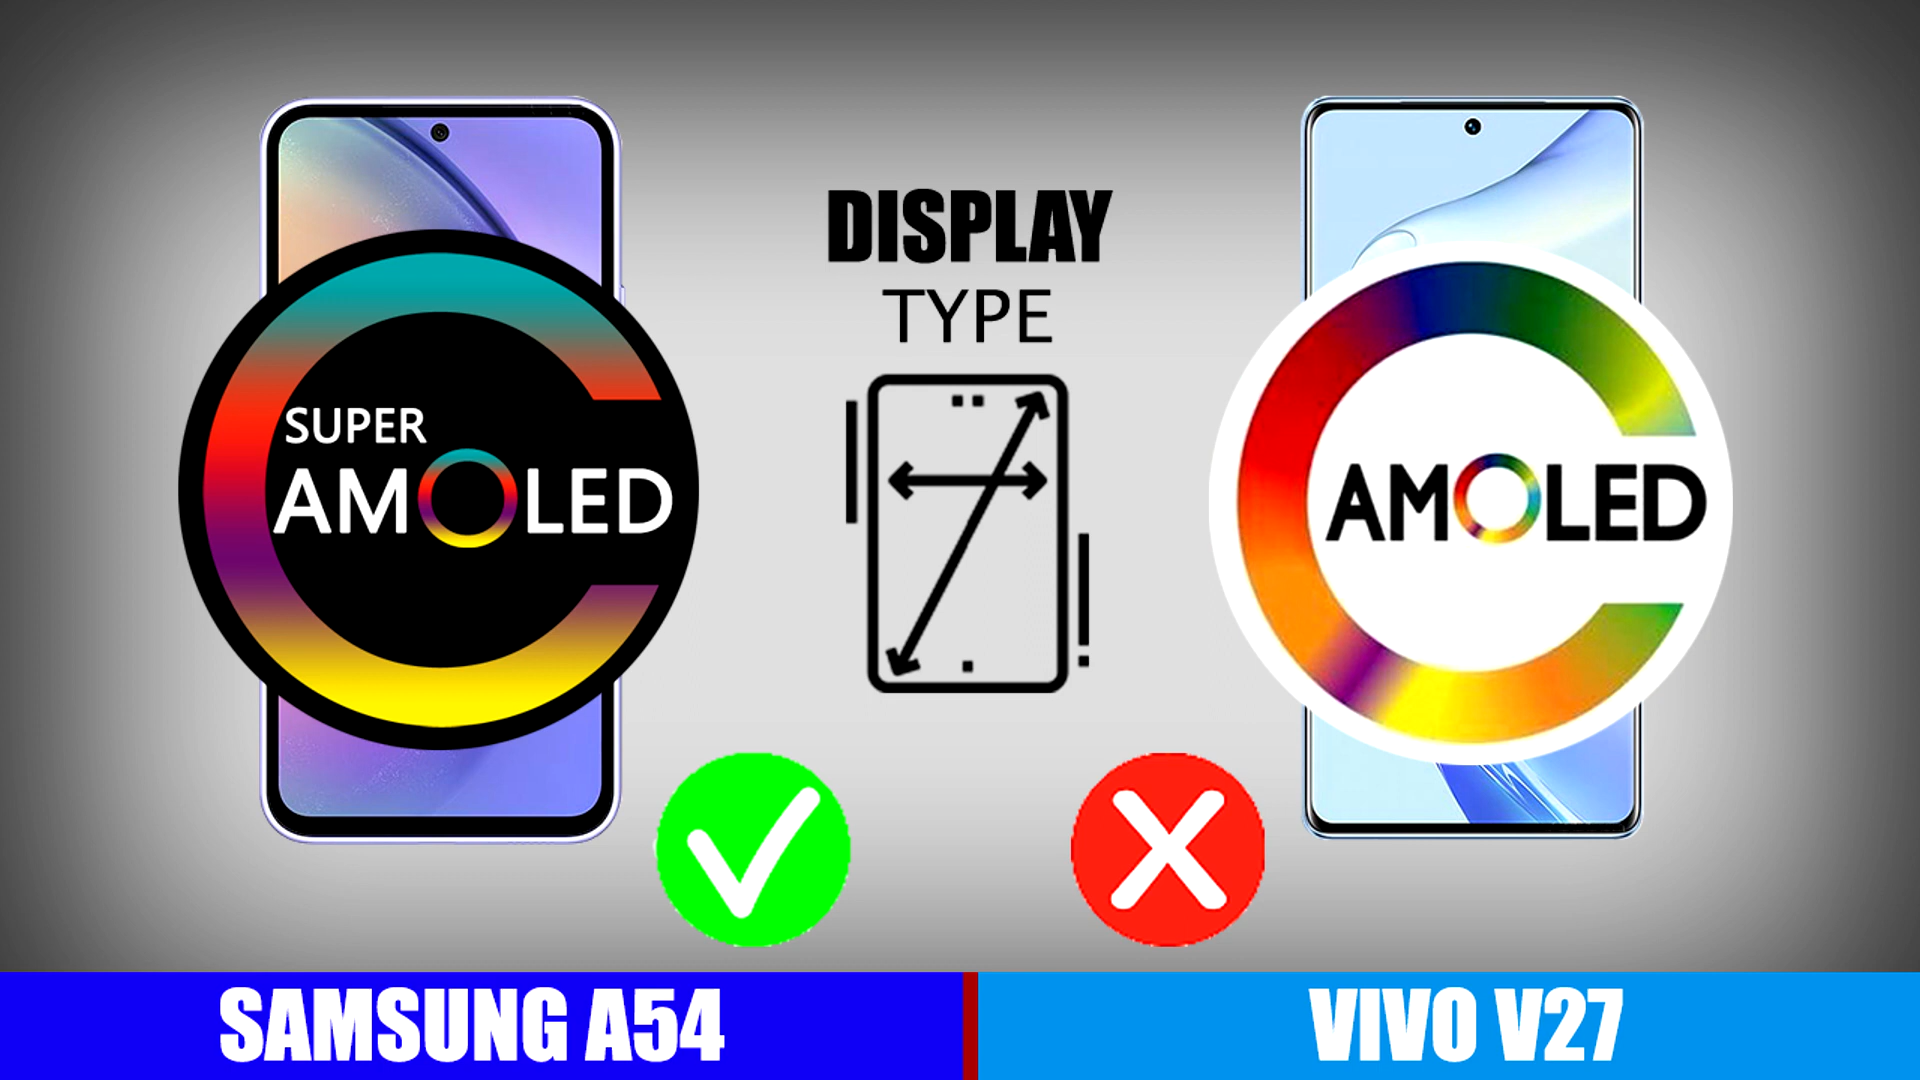 DISPLAY
TYPE
SUPER
AMOLED
AMOLED
SAMSUNG A54
VIVO V27